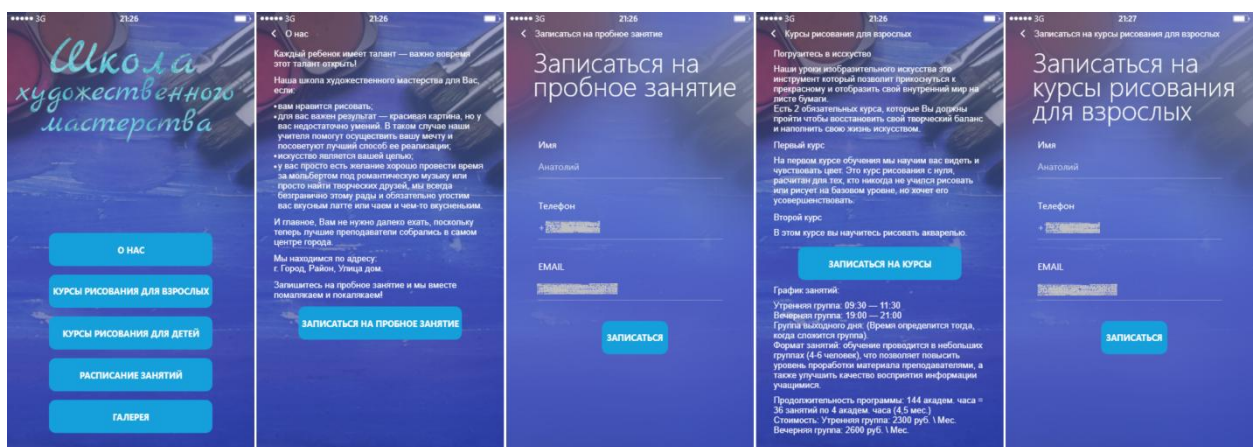 3G 21:26
Школа
художественного
мастерства
О НАС
КУРСЫ РИСОВАНИЯ ДЛЯ ВЗРОСЛЫХ
КУРСЫ РИСОВАНИЯ ДЛЯ ДЕТЕЙ
РАСПИСАНИЕ ЗАНЯТИЙ
ГАЛЕРЕЯ
3G 21:26
О нас
Каждый ребенок имеет талант — важно вовремя
этот талант открыть!
Наша школа художественного мастерства для Вас,
если:
•вам нравится рисовать;
•для вас важен результат — красивая картина, но у
вас недостаточно умений. В таком случае наши
учителя помогут осуществить вашу мечту и
посоветуют лучший способ ее реализации;
•искусство является вашей целью;
•у вас просто есть желание хорошо провести время
за мольбертом под романтическую музыку или
просто найти творческих друзей, мы всегда
безгранично этому рады и обязательно угостим
вас вкусным латте или чаем и чем-то вкусненьким.
И главное, Вам не нужно далеко ехать, поскольку
теперь лучшие преподаватели собрались в самом
центре города.
Мы находимся по адресу:
г. Город, Район, Улица дом.
Запишитесь на пробное занятие и мы вместе
помалякаем и покалякаем!
ЗАПИСАТЬСЯ НА ПРОБНОЕ ЗАНЯТИЕ
3G 21:26
Записаться на пробное занятие
Записаться на
пробное занятие
Имя
Анатолий
Телефон
+
EMAIL
ЗАПИСАТЬСЯ
3G 21:26
Курсы рисования для взрослых
Погрузитесь в исскуство
Наши уроки изобразительного искусства это
инструмент который позволит прикоснуться к
прекрасному и отобразить свой внутренний мир на
листе бумаги.
Есть 2 обязательных курса, которые Вы должны
пройти чтобы восстановить свой творческий баланс
и наполнить свою жизнь искусством.
Первый курс
На первом курсе обучения мы научим вас видеть и
чувствовать цвет. Это курс рисования с нуля,
расчитан для тех, кто никогда не учился рисовать
или рисует на базовом уровне, но хочет его
усовершенствовать.
Второй курс
В этом курсе вы научитесь рисовать акварелью.
ЗАПИСАТЬСЯ НА КУРСЫ
График занятий:
Утренняя группа: 09:30 — 11:30
Вечерняя группа: 19:00 — 21:00
Группа выходного дня: (Время определится тогда,
когда сложится группа).
Формат занятий: обучение проводится в небольших
группах (4-6 человек), что позволяет повысить
уровень проработки материала преподавателями, а
также улучшить качество восприятия информации
учащимися.
Продолжительность программы: 144 академ. часа =
36 занятий по 4 академ. часа (4,5 мес.)
Стоимость: Утренняя группа: 2300 руб. \ Мес.
Вечерняя группа: 2600 руб. \ Мес.
3G 21:27
Записаться на курсы рисования для взрослых
Записаться на
курсы рисования
для взрослых
Имя
Анатолий
Телефон
+
EMAIL
ЗАПИСАТЬСЯ